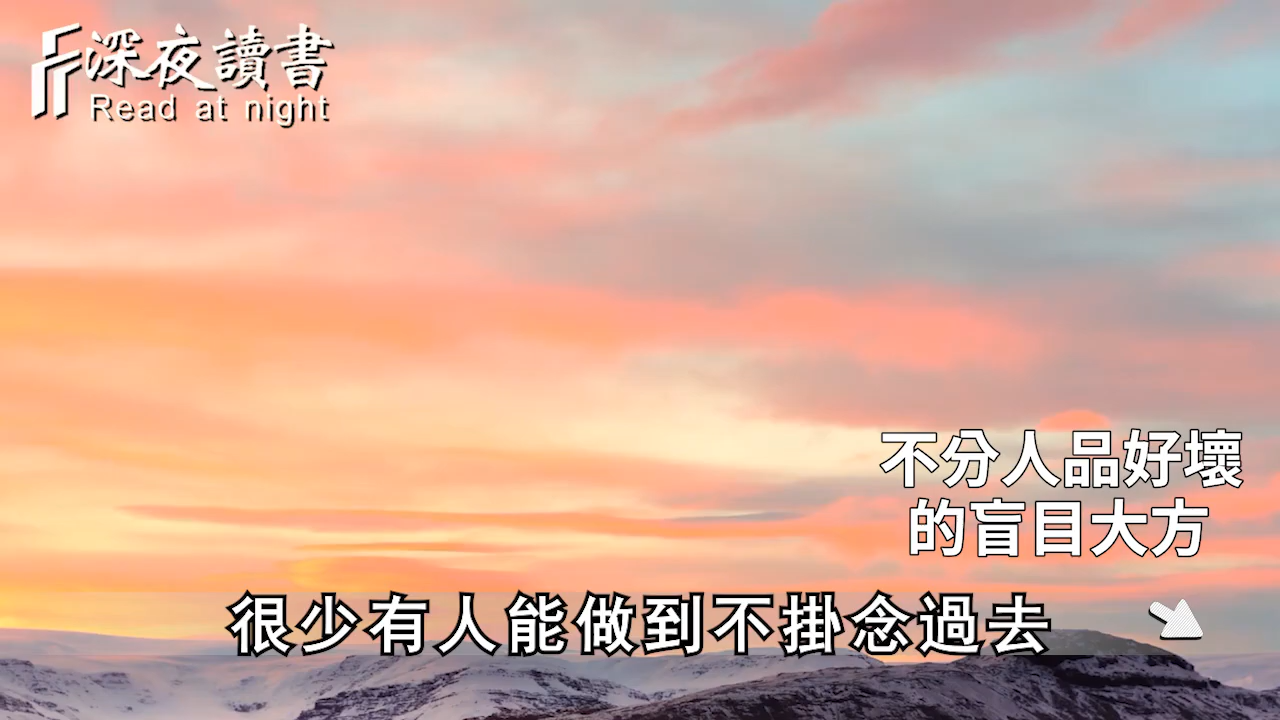 深夜讀書
Read at night
不分人品好壞
的盲目大方
很少有人能做到不掛念過去